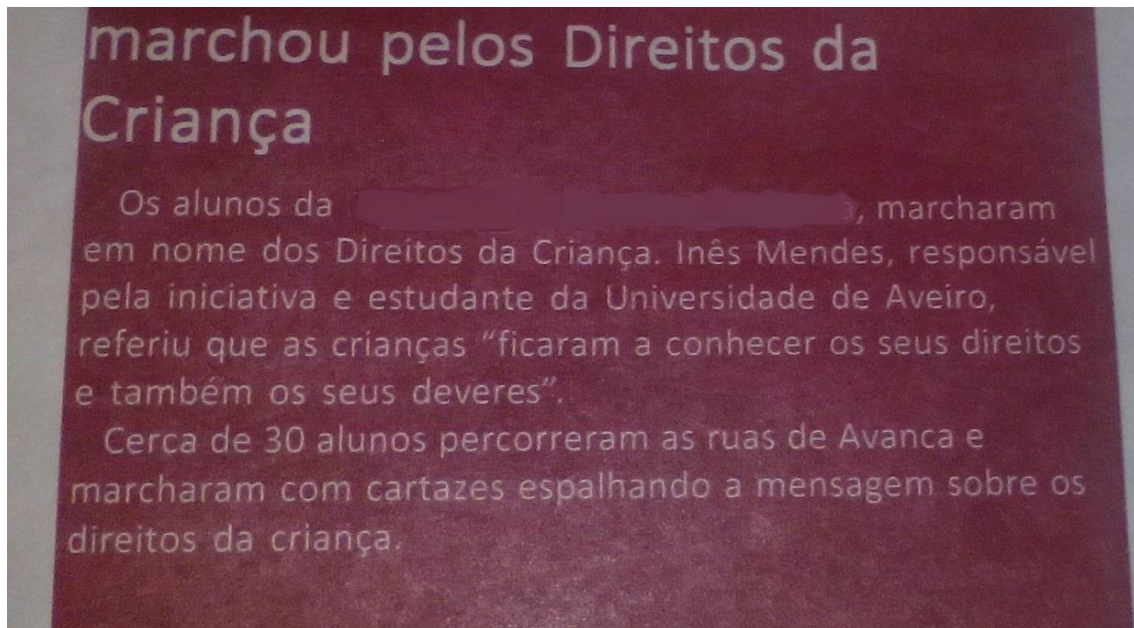 marchou pelos Direitos da
Criança
Os alunos da , marcharam
em nome dos Direitos da Criança. Inês Mendes, responsável
pela iniciativa e estudante da Universidade de Aveiro,
referiu que as crianças “ficaram a conhecer os seus direitos
e também os seus deveres”.
Cerca de 30 alunos percorreram as ruas de Avanca e
marcharam com cartazes espalhando a mensagem sobre os
direitos da criança.